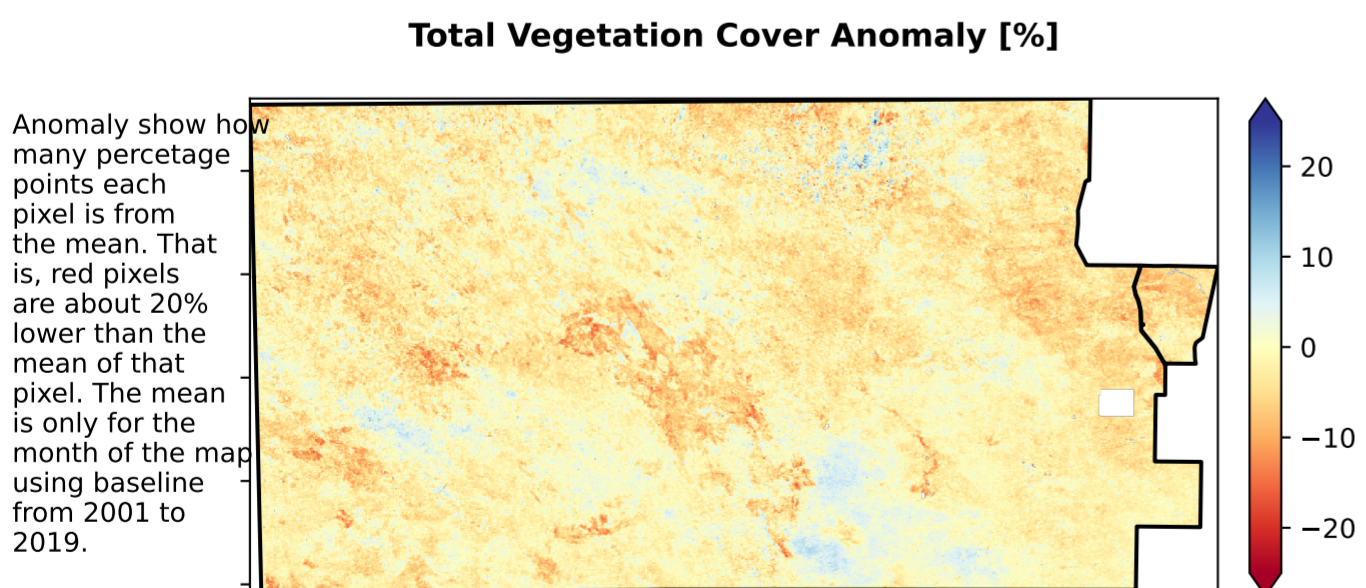 Total Vegetation Cover Anomaly [%]
Anomaly show how
many percetage
points each
pixel is from
the mean. That
is, red pixels
are about 20%
lower than the
mean of that
pixel. The mean
is only for the
month of the map
using baseline
from 2001 to
2019.
20
10
0
−10
−20